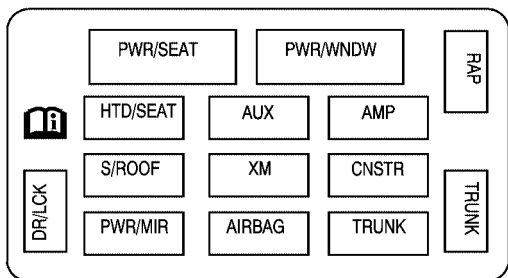 PWR/SEAT PWR/WNDW RAP
HTD/SEAT AUX AMP
S/ROOF XM CNSTR
DR/LCK TRUNK
PWR/MIR AIRBAG TRUNK